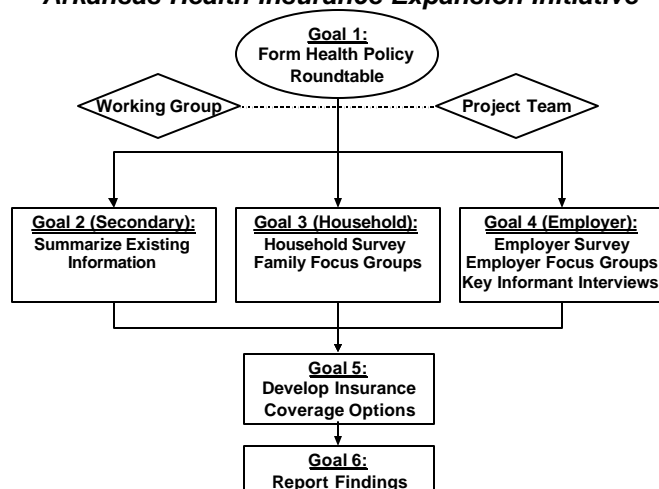 Arkansas Health Insurance Expansion Initiative
Goal 1:
Form Health Policy
Roundtable
Working Group
Project Team
Goal 2 (Secondary):
Summarize Existing
Information
Goal 3 (Household):
Household Survey
Family Focus Groups
Goal 4 (Employer):
Employer Survey
Employer Focus Groups
Key Informant Interviews
Goal 5:
Develop Insurance
Coverage Options
Goal 6:
Report Findings